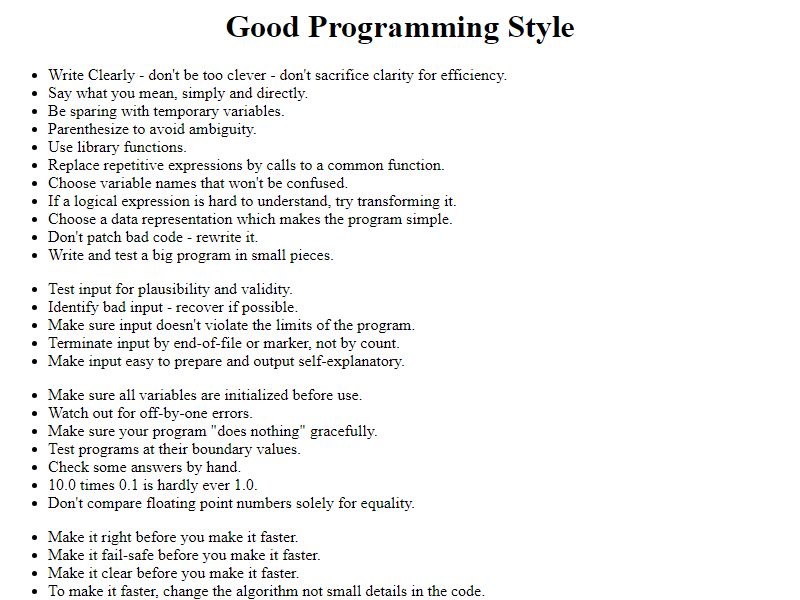 Good Programming Style
• Write Clearly - don't be too clever - don't sacrifice clarity for efficiency.
• Say what you mean, simply and directly.
• Be sparing with temporary variables.
• Parenthesize to avoid ambiguity.
• Use library functions.
• Replace repetitive expressions by calls to a common function.
• Choose variable names that won't be confused.
• If a logical expression is hard to understand, try transforming it.
• Choose a data representation which makes the program simple.
• Don't patch bad code - rewrite it.
• Write and test a big program in small pieces.
• Test input for plausibility and validity.
• Identify bad input - recover if possible.
• Make sure input doesn't violate the limits of the program.
• Terminate input by end-of-file or marker, not by count.
• Make input easy to prepare and output self-explanatory.
• Make sure all variables are initialized before use.
• Watch out for off-by-one errors.
• Make sure your program "does nothing" gracefully.
• Test programs at their boundary values.
• Check some answers by hand.
• 10.0 times 0.1 is hardly ever 1.0.
• Don't compare floating point numbers solely for equality.
• Make it right before you make it faster.
• Make it fail-safe before you make it faster.
• Make it clear before you make it faster.
• To make it faster, change the algorithm not small details in the code.